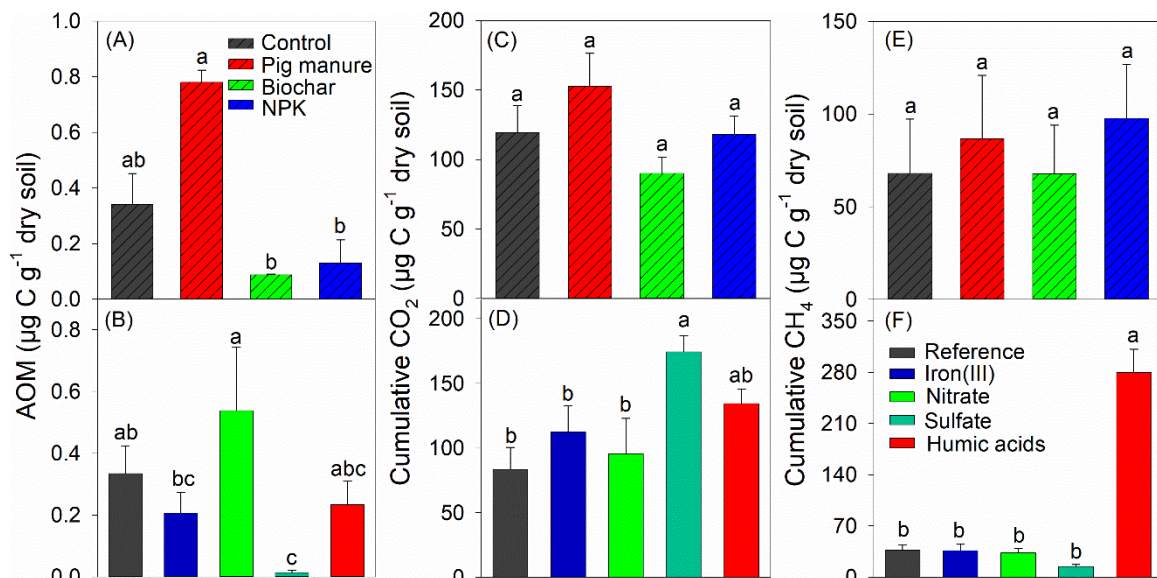 AOM (µg C g⁻¹ dry soil)
(A)
1.0
0.8
0.6
0.4
0.2
0.0
Control
Pig manure
Biochar
NPK
ab
a
b
b
(B)
0.6
0.4
0.2
0.0
ab
bc
a
c
abc
Cumulative CO₂ (µg C g⁻¹ dry soil)
(C)
200
150
100
50
0
a
a
a
a
(D)
200
150
100
50
0
b
b
b
a
ab
Cumulative CH₄ (µg C g⁻¹ dry soil)
(E)
150
100
50
0
a
a
a
a
(F)
350
280
210
140
70
0
Reference
Iron(III)
Nitrate
Sulfate
Humic acids
b
b
b
b
a